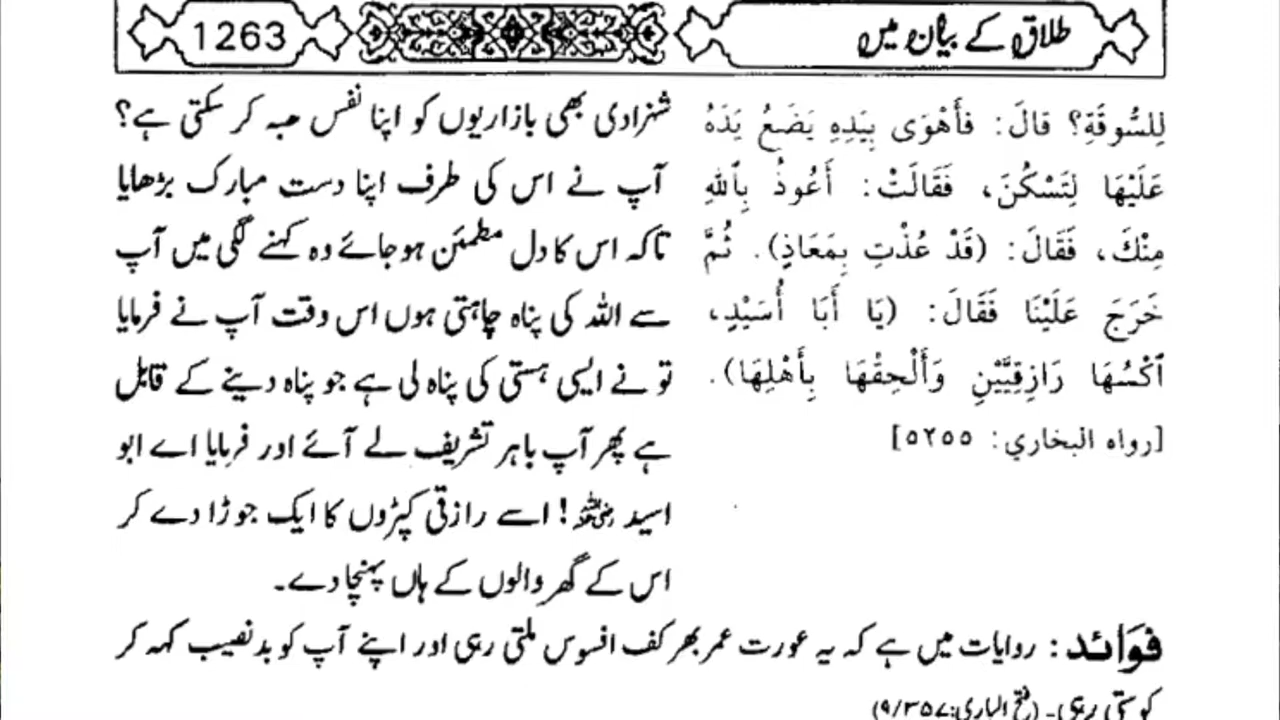 طلاق کے بیان میں
1263
لِلسُّوقَةِ؟ قَالَ: فَأَهْوَى بِيَدِهِ يَضَعُ يَدَهُ
عَلَيْهَا لِتَسْكُنَ، فَقَالَتْ: أَعُوذُ بِٱللهِ
مِنْكَ، فَقَالَ: (قَدْ عُذْتِ بِمَعَاذٍ). ثُمَّ
خَرَجَ عَلَيْنَا فَقَالَ: (يَا أَبَا أُسَيْدٍ،
ٱكْسُهَا رَازِقِيَّيْنِ وَأَلْحِقْهَا بِأَهْلِهَا).
[رواه البخاري: ٥٢٥٥]
شہزادی بھی بازاریوں کو اپنا نفس ہبہ کر سکتی ہے؟
آپ نے اس کی طرف اپنا دست مبارک بڑھایا
تاکہ اس کا دل مطمئن ہو جائے وہ کہنے لگی میں آپ
سے اللہ کی پناہ چاہتی ہوں اس وقت آپ نے فرمایا
تو نے ایسی ہستی کی پناہ لی ہے جو پناہ دینے کے قابل
ہے پھر آپ باہر تشریف لے آئے اور فرمایا اے ابو
اسید رضی اللہ عنہ! اسے رازقی کپڑوں کا ایک جوڑا دے کر
اس کے گھر والوں کے ہاں پہنچا دے۔
فوَائد: روایات میں ہے کہ یہ عورت عمر بھر کف افسوس ملتی رہی اور اپنے آپ کو بدنصیب کہہ کر
کوستی رہی۔ (فتح الباری: ۹/۳۵۷)